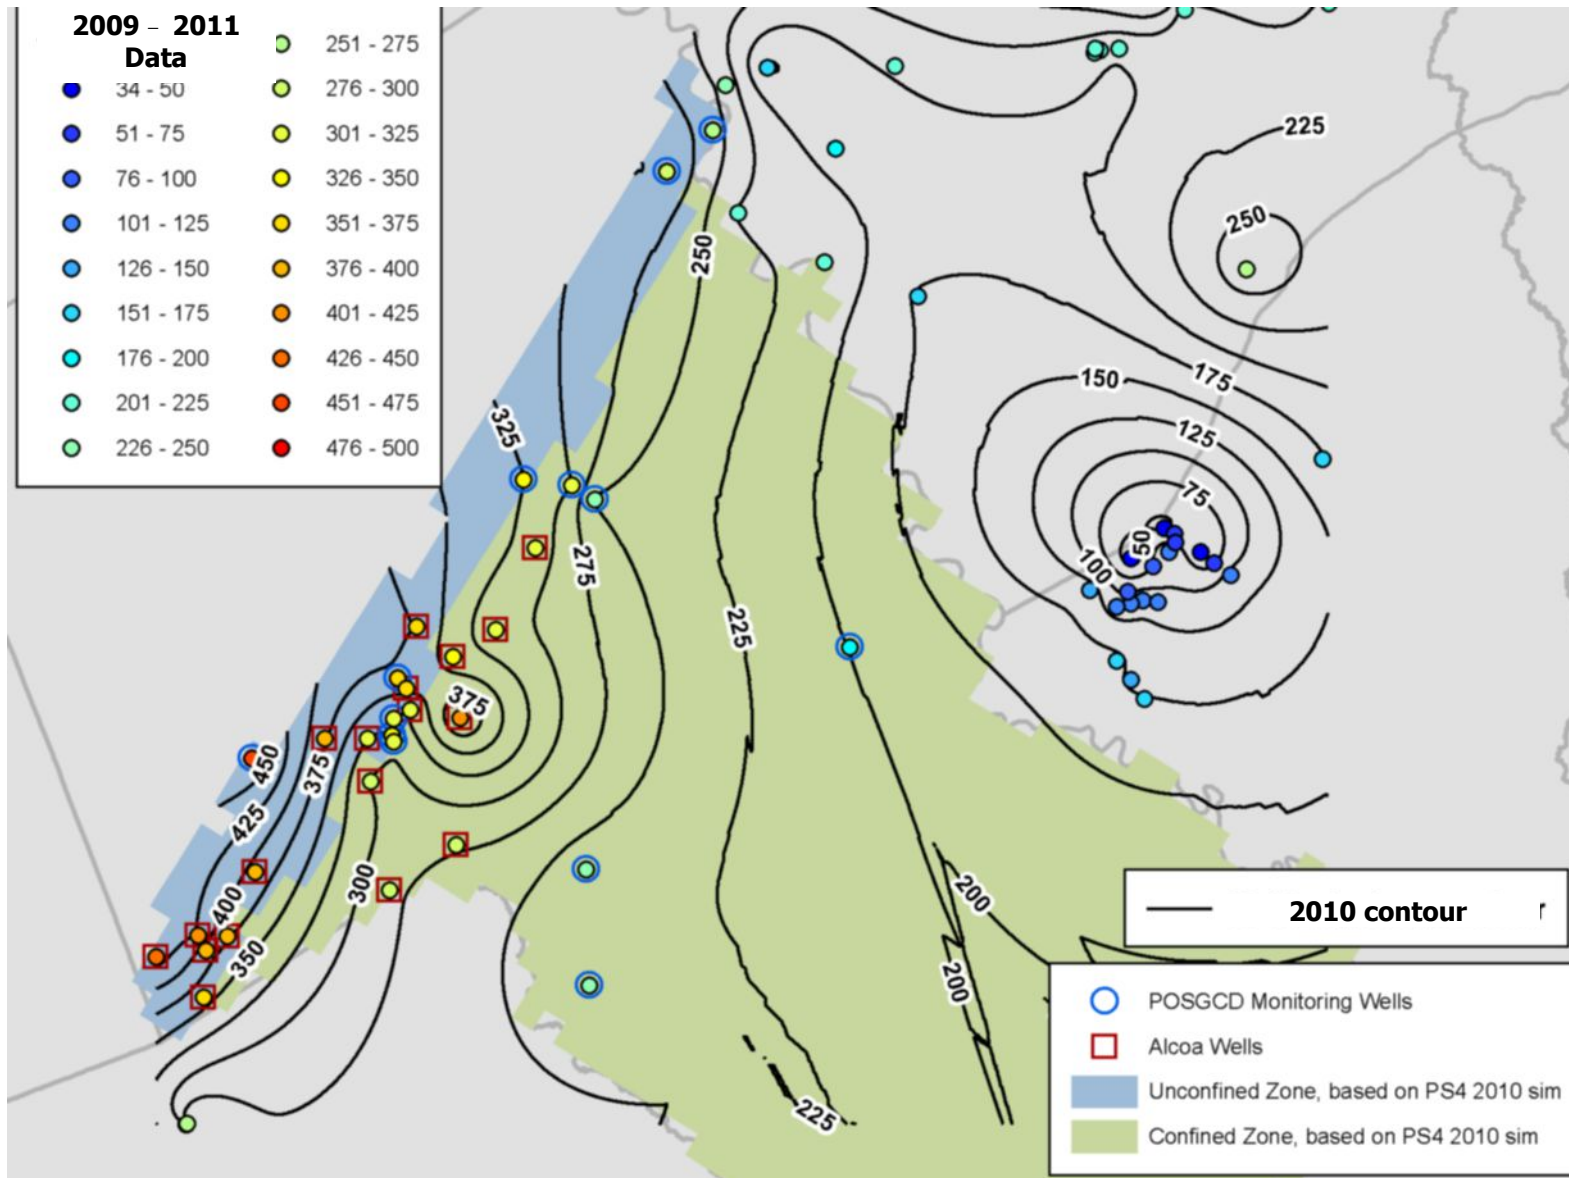 2009 – 2011
Data
34 - 50
51 - 75
76 - 100
101 - 125
126 - 150
151 - 175
176 - 200
201 - 225
226 - 250
251 - 275
276 - 300
301 - 325
326 - 350
351 - 375
376 - 400
401 - 425
426 - 450
451 - 475
476 - 500
225
250
250
175
150
125
325
75
50
275
100
225
375
450
375
425
300
400
200
350
200
225
2010 contour
POSGCD Monitoring Wells
Alcoa Wells
Unconfined Zone, based on PS4 2010 sim
Confined Zone, based on PS4 2010 sim